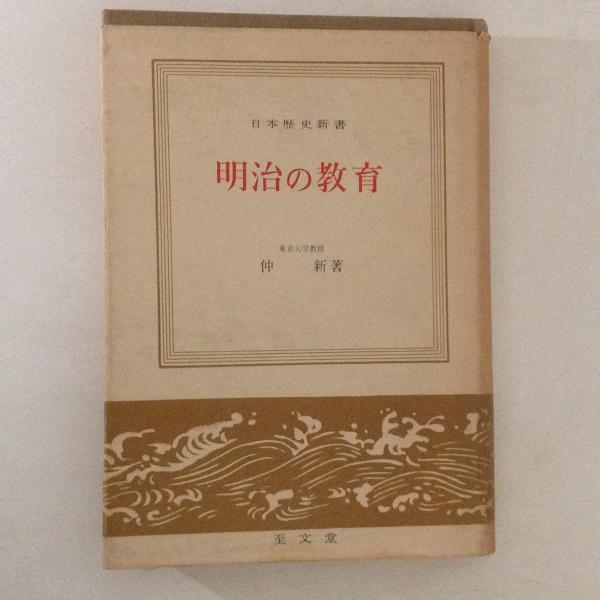 日本歴史新書
明治の教育
東京大学教授
仲 新著
至文堂